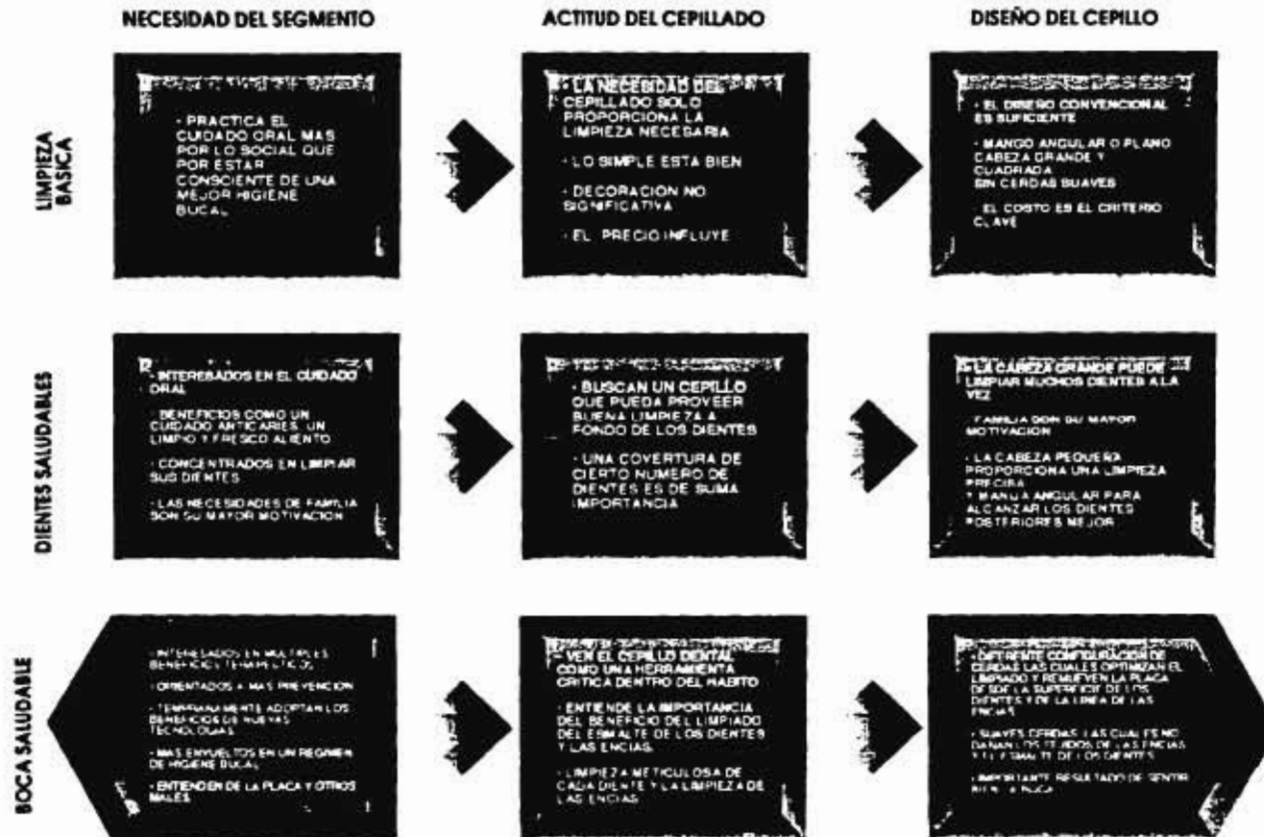 NECESIDAD DEL SEGMENTO
ACTITUD DEL CEPILLADO
DISEÑO DEL CEPILLO
LIMPIEZA
BASICA
· PRACTICA EL
CUIDADO ORAL MAS
POR LO SOCIAL QUE
POR ESTAR
CONSCIENTE DE UNA
MEJOR HIGIENE
BUCAL
· LA NECESIDAD DEL
CEPILLADO SOLO
PROPORCIONA LA
LIMPIEZA NECESARIA
· LO SIMPLE ESTA BIEN
· DECORACION NO
SIGNIFICATIVA
· EL PRECIO INFLUYE
· EL DISEÑO CONVENCIONAL
ES SUFICIENTE
· MANGO ANGULAR O PLANO
CABEZA GRANDE Y
CUADRADA
SIN CERDAS SUAVES
· EL COSTO ES EL CRITERIO
CLAVE
DIENTES SALUDABLES
· INTERESADOS EN EL CUIDADO
ORAL
· BENEFICIOS COMO UN
CUIDADO ANTICARIES, UN
LIMPIO Y FRESCO ALIENTO
· CONCENTRADOS EN LIMPIAR
SUS DIENTES
· LAS NECESIDADES DE FAMILIA
SON SU MAYOR MOTIVACION
· BUSCAN UN CEPILLO
QUE PUEDA PROVEER
BUENA LIMPIEZA A
FONDO DE LOS DIENTES
· UNA COVERTURA DE
CIERTO NUMERO DE
DIENTES ES DE SUMA
IMPORTANCIA
· LA CABEZA GRANDE PUEDE
LIMPIAR MUCHOS DIENTES A LA
VEZ
· FAMILIA SON SU MAYOR
MOTIVACION
· LA CABEZA PEQUEÑA
PROPORCIONA UNA LIMPIEZA
PRECISA
Y MANIJA ANGULAR PARA
ALCANZAR LOS DIENTES
POSTERIORES MEJOR
BOCA SALUDABLE
· INTERESADOS EN MULTIPLES
BENEFICIOS TERAPEUTICOS
· ORIENTADOS A MAS PREVENCION
· TEMPRANAMENTE ADOPTAN LOS
BENEFICIOS DE NUEVAS
TECNOLOGIAS
· MAS ENVUELTOS EN UN REGIMEN
DE HIGIENE BUCAL
· ENTIENDEN DE LA PLACA Y OTROS
MALES
· VEN EL CEPILLO DENTAL
COMO UNA HERRAMIENTA
CRITICA DENTRO DEL HABITO
· ENTIENDE LA IMPORTANCIA
DEL BENEFICIO DEL LIMPIADO
DEL ESMALTE DE LOS DIENTES
Y LAS ENCIAS.
· LIMPIEZA METICULOSA DE
CADA DIENTE Y LA LIMPIEZA DE
LAS ENCIAS
· DIFERENTE CONFIGURACION DE
CERDAS LAS CUALES OPTIMIZAN EL
LIMPIADO Y REMUEVEN LA PLACA
DESDE LA SUPERFICIE DE LOS
DIENTES Y DE LA LINEA DE LAS
ENCIAS
· SUAVES CERDAS, LAS CUALES NO
DAÑAN LOS TEJIDOS DE LAS ENCIAS
Y EL ESMALTE DE LOS DIENTES
· IMPORTANTE RESULTADO DE SENTIR
BIEN LA BOCA